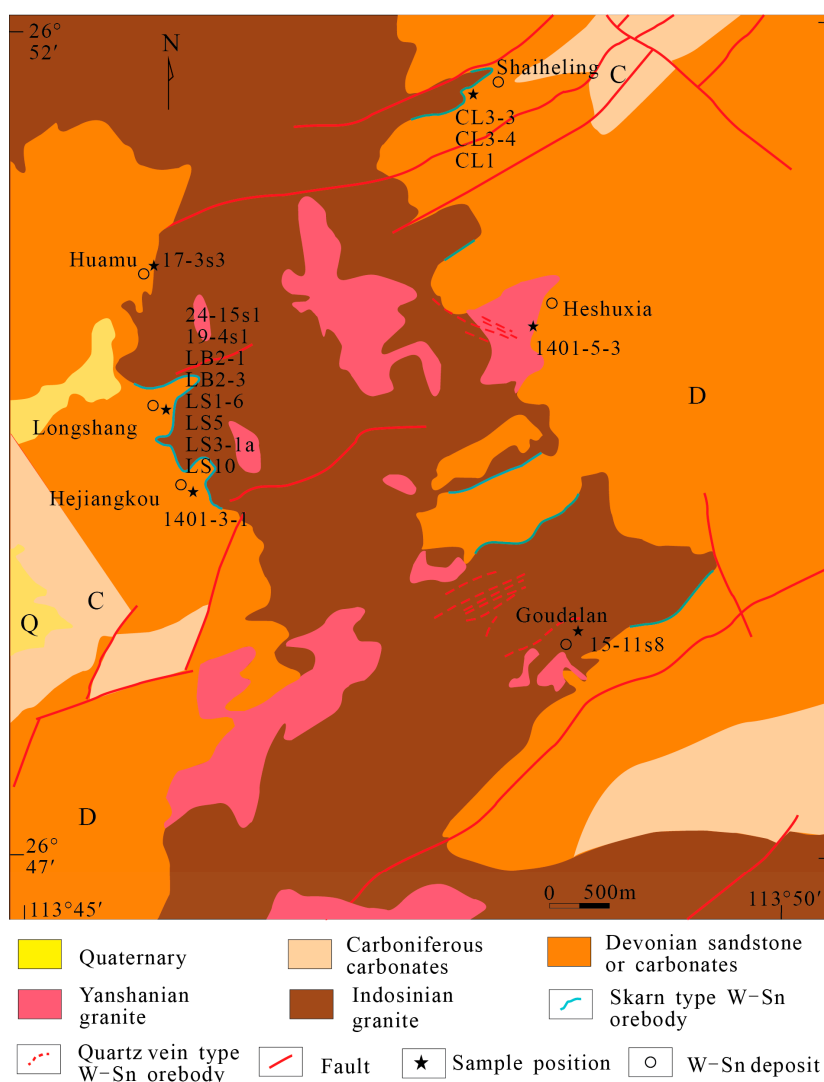 26°
52′
N
Shaiheling
C
CL3-3
CL3-4
CL1
Huamu
17-3s3
24-15s1
19-4s1
LB2-1
LB2-3
LS1-6
LS5
LS3-1a
LS10
Heshuxia
1401-5-3
D
Longshang
Hejiangkou
1401-3-1
C
Q
Goudalan
15-11s8
D
26°
47′
0 500m
113°45′
113°50′
Quaternary
Carboniferous
carbonates
Devonian sandstone
or carbonates
Yanshanian
granite
Indosinian
granite
Skarn type W-Sn
orebody
Quartz vein type
W-Sn orebody
Fault
Sample position
W-Sn deposit